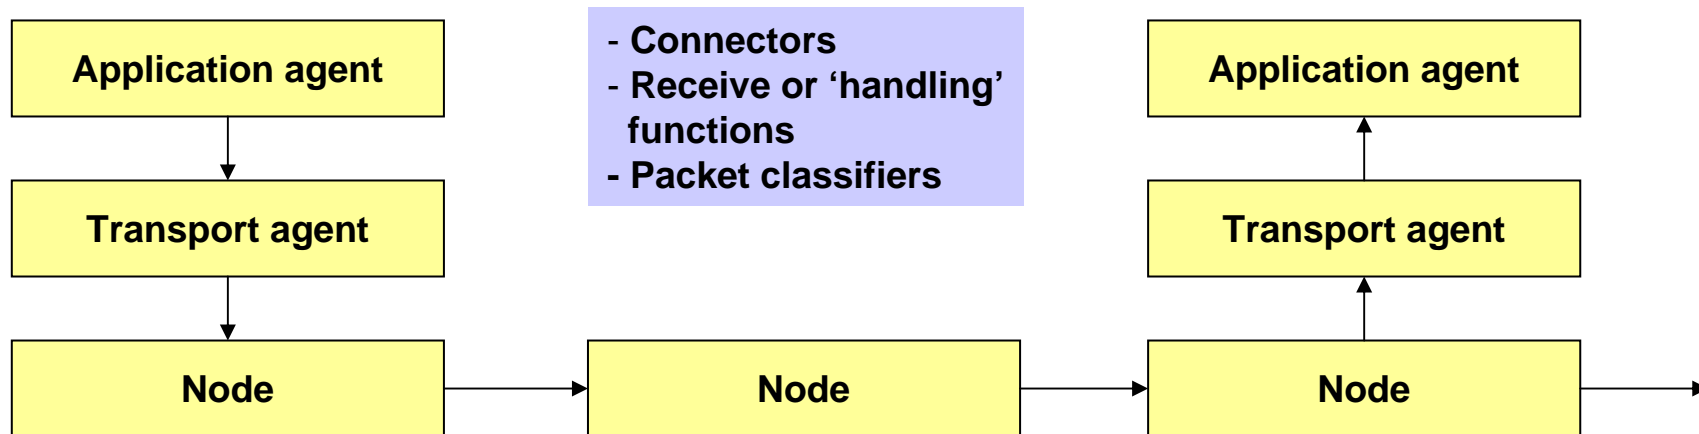 Application agent
- Connectors
- Receive or ‘handling’
functions
- Packet classifiers
Application agent
Transport agent
Transport agent
Node
Node
Node